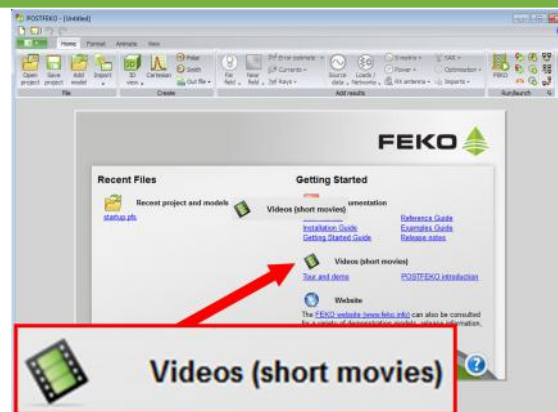 POSTFEKO - [Untitled]
Home Format Animate View
Open project
Save project
Add model
Import
3D view
Cartesian
Polar
Smith
Out file
Far field
Near field
Error estimate
Currents
Rays
Source data
Loads / Networks
S-matrix
Power
RX antenna
SAR
Optimisation
Imports
FEKO
File
Create
Add results
Run/launch
FEKO
Recent Files
Recent project and models
startup.pfs
Getting Started
Videos (short movies)
Installation Guide
Getting Started Guide
Reference Guide
Examples Guide
Release notes
Videos (short movies)
Tour and demo
POSTFEKO introduction
Website
The FEKO website (www.feko.info) can also be consulted
for a variety of demonstration models, release information,
Videos (short movies)